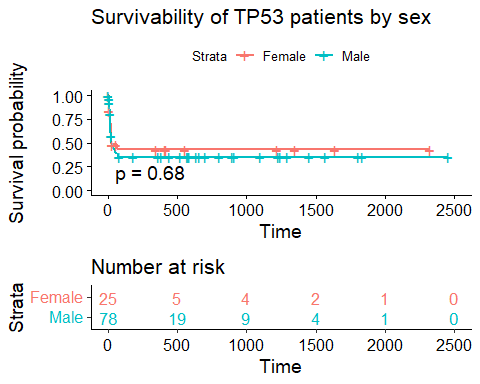 Survivability of TP53 patients by sex
Strata Female Male
Survival probability
1.00
0.75
0.50
0.25
0.00
p = 0.68
0 500 1000 1500 2000 2500
Time
Number at risk
Strata
Female 25 5 4 2 1 0
Male 78 19 9 4 1 0
0 500 1000 1500 2000 2500
Time